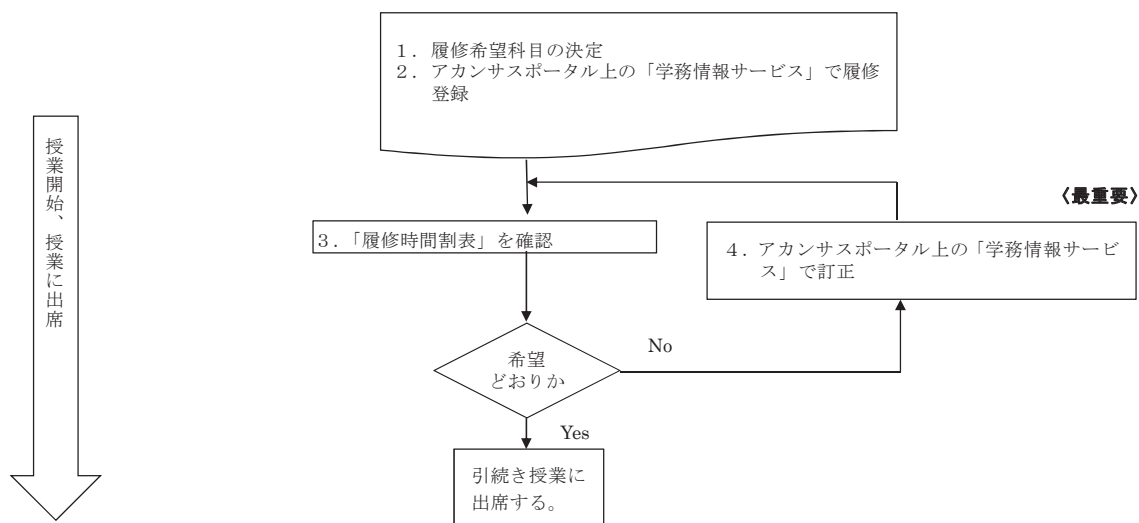 1．履修希望科目の決定
2．アカンサスポータル上の「学務情報サービス」で履修
登録
授業開始、授業に出席
〈最重要〉
3．「履修時間割表」を確認
4．アカンサスポータル上の「学務情報サービ
ス」で訂正
希望
どおりか
No
Yes
引続き授業に
出席する。